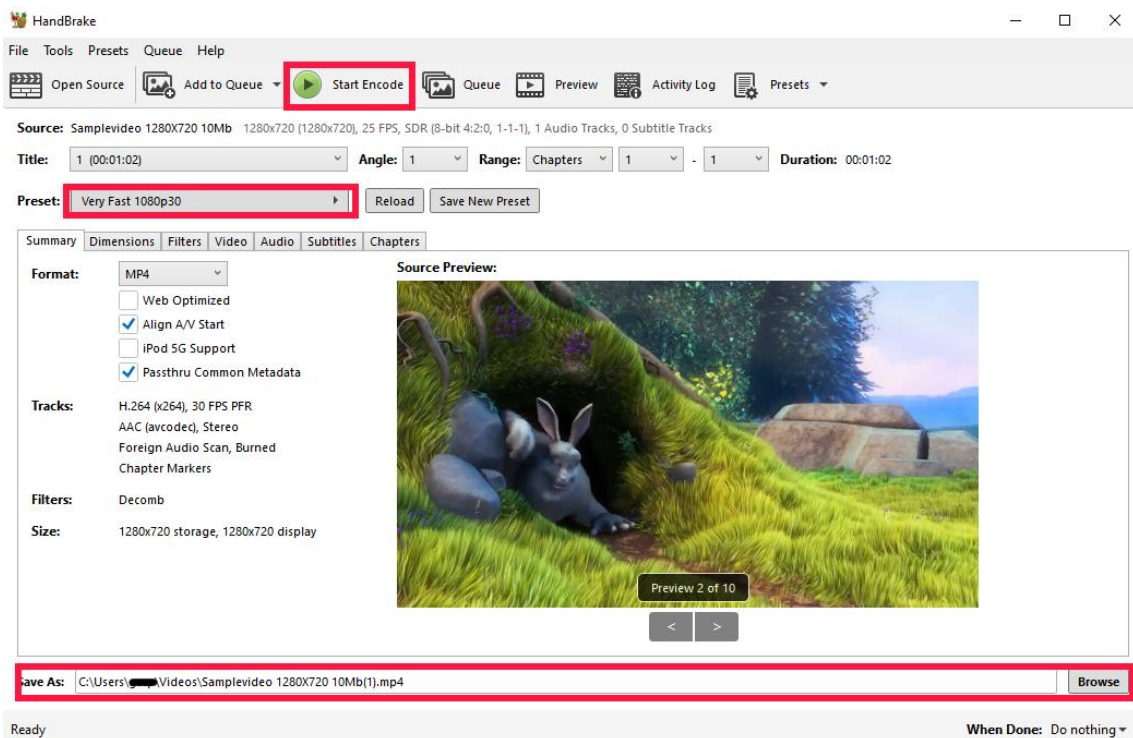 HandBrake
File Tools Presets Queue Help
Open Source Add to Queue Start Encode Queue Preview Activity Log Presets
Source: Samplevideo 1280X720 10Mb 1280x720 (1280x720), 25 FPS, SDR (8-bit 4:2:0, 1-1-1), 1 Audio Tracks, 0 Subtitle Tracks
Title: 1 (00:01:02) Angle: 1 Range: Chapters 1 - 1 Duration: 00:01:02
Preset: Very Fast 1080p30 Reload Save New Preset
Summary Dimensions Filters Video Audio Subtitles Chapters
Format: MP4 Source Preview:
Web Optimized
Align A/V Start
iPod 5G Support
Passthru Common Metadata
Tracks: H.264 (x264), 30 FPS PFR
AAC (avcodec), Stereo
Foreign Audio Scan, Burned
Chapter Markers
Filters: Decomb
Size: 1280x720 storage, 1280x720 display
Preview 2 of 10
< >
Save As: C:\Users\ \Videos\Samplevideo 1280X720 10Mb(1).mp4 Browse
Ready When Done: Do nothing